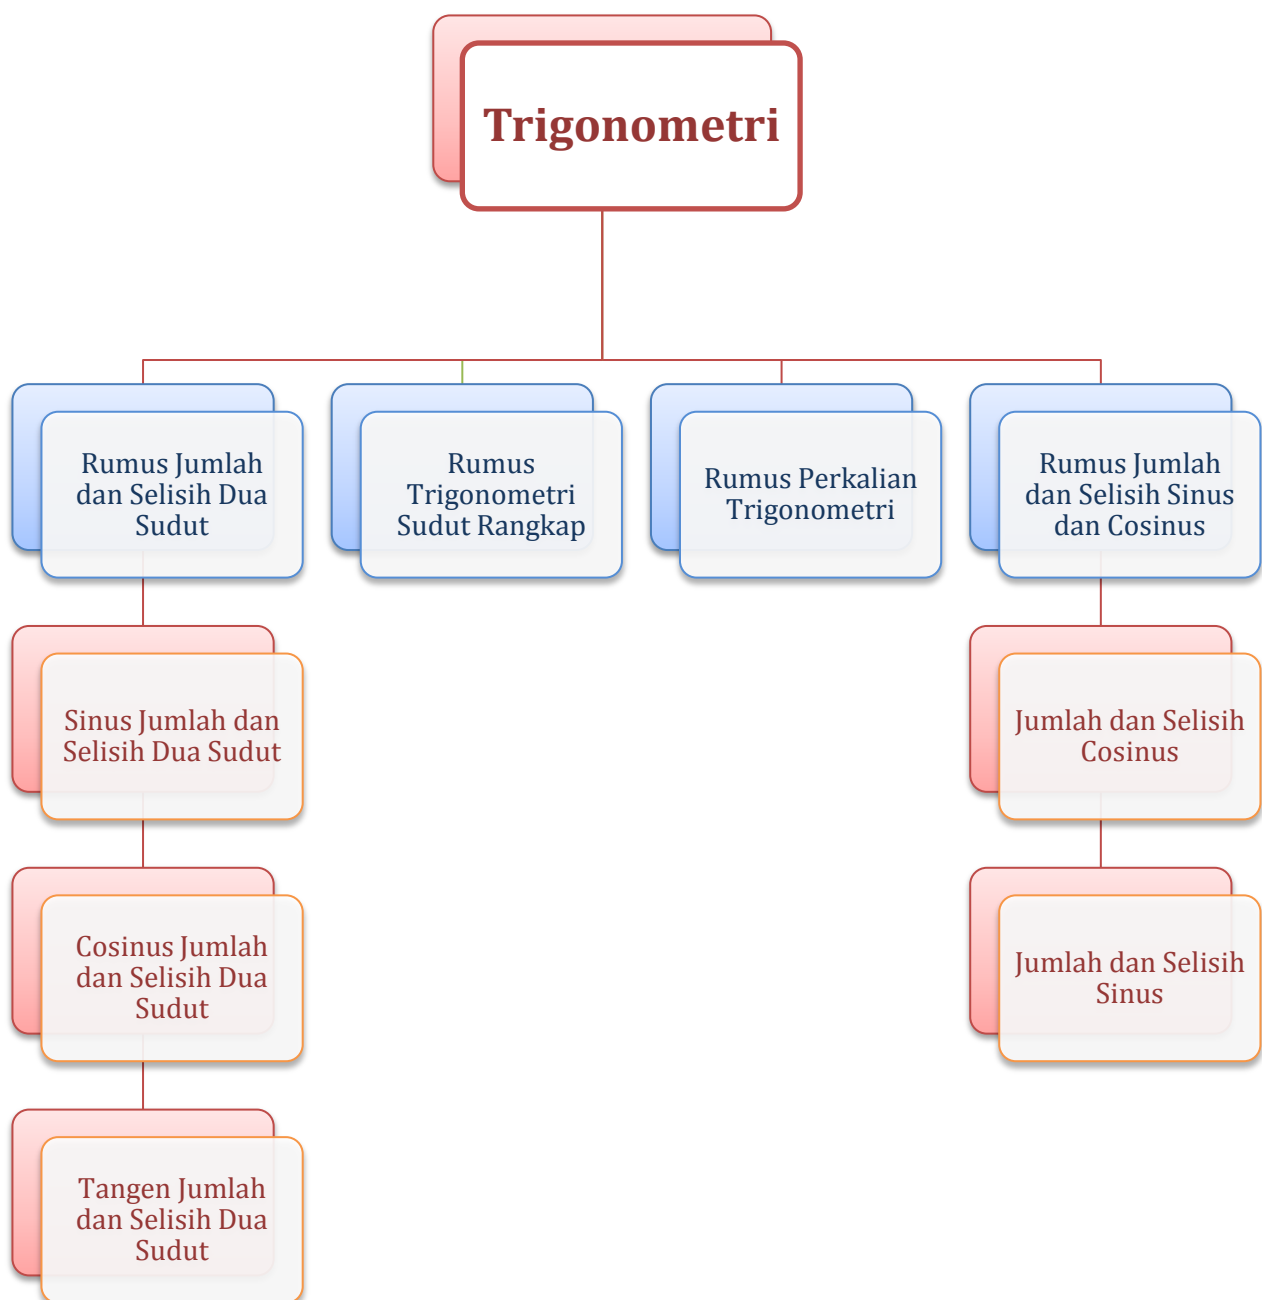 Trigonometri
Rumus Jumlah
dan Selisih Dua
Sudut
Rumus
Trigonometri
Sudut Rangkap
Rumus Perkalian
Trigonometri
Rumus Jumlah
dan Selisih Sinus
dan Cosinus
Sinus Jumlah dan
Selisih Dua Sudut
Jumlah dan Selisih
Cosinus
Cosinus Jumlah
dan Selisih Dua
Sudut
Jumlah dan Selisih
Sinus
Tangen Jumlah
dan Selisih Dua
Sudut